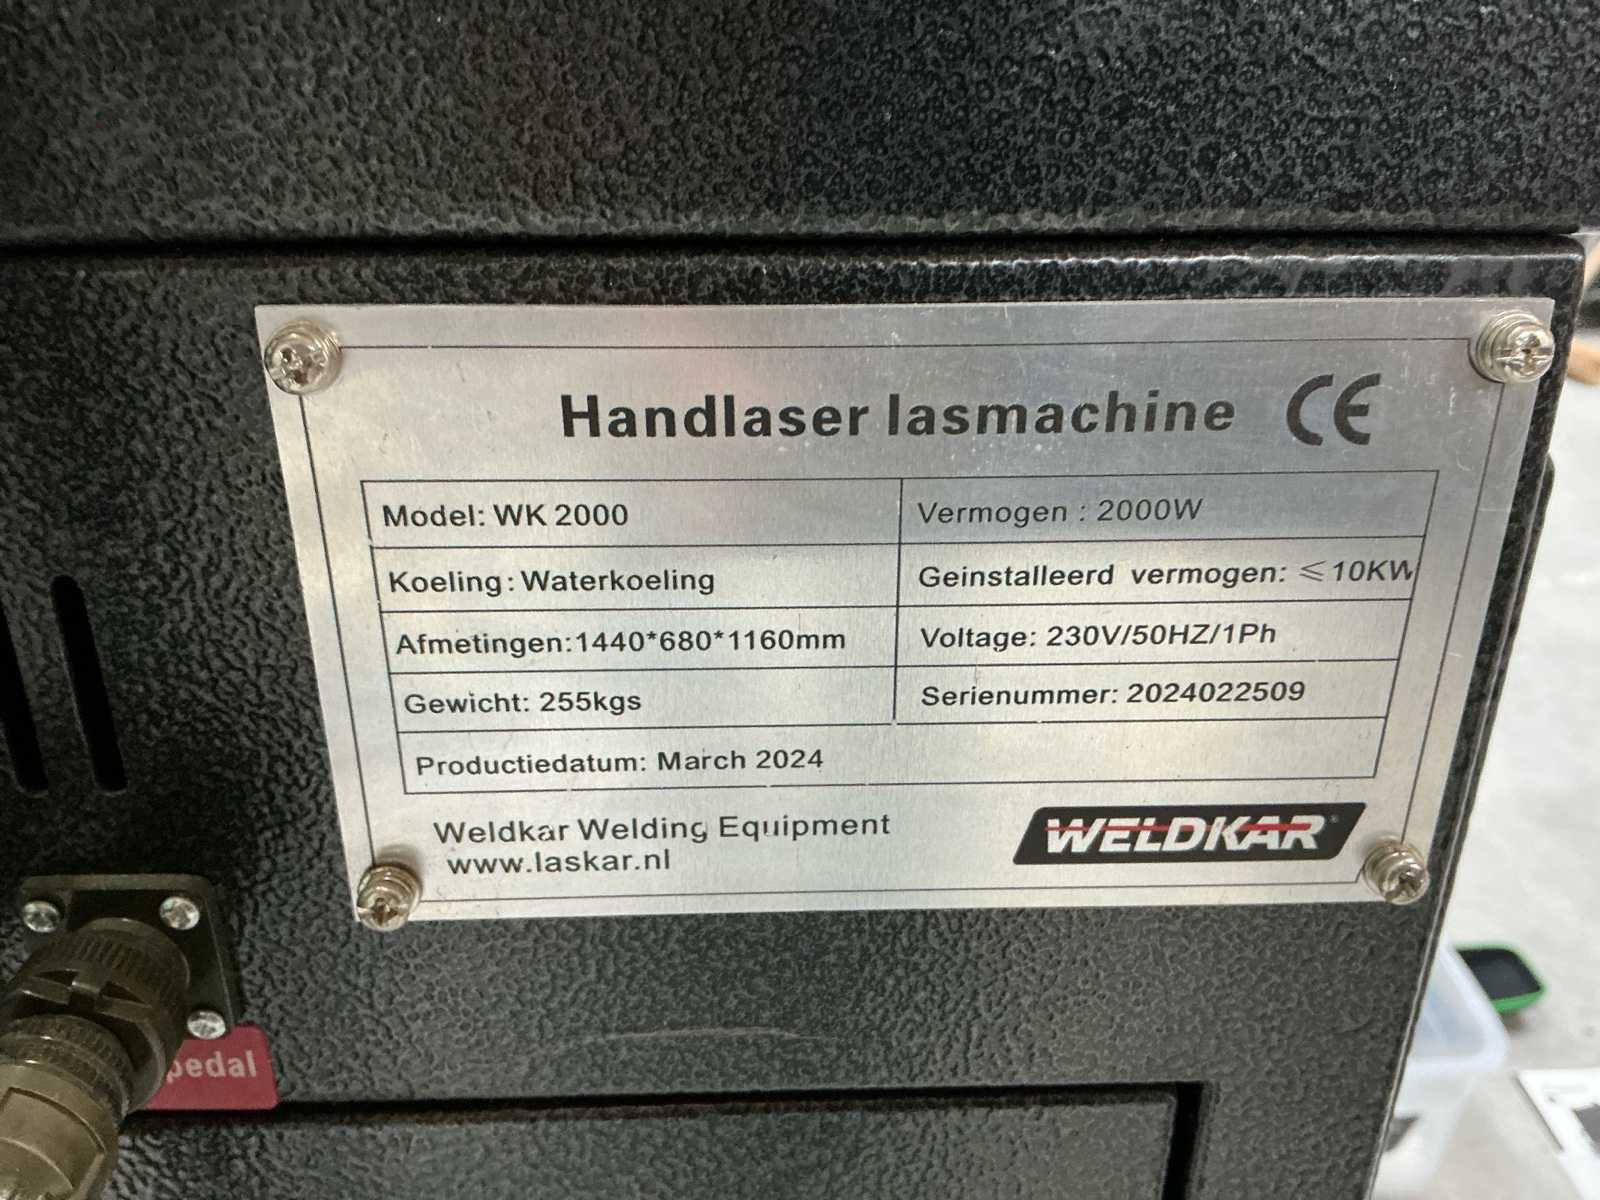 Handlaser lasmachine CE
Model: WK 2000
Vermogen : 2000W
Koeling: Waterkoeling
Geinstalleerd vermogen: ≤10KW
Afmetingen:1440*680*1160mm
Voltage: 230V/50HZ/1Ph
Gewicht: 255kgs
Serienummer: 2024022509
Productiedatum: March 2024
Weldkar Welding Equipment
www.laskar.nl
WELDKAR®
pedal